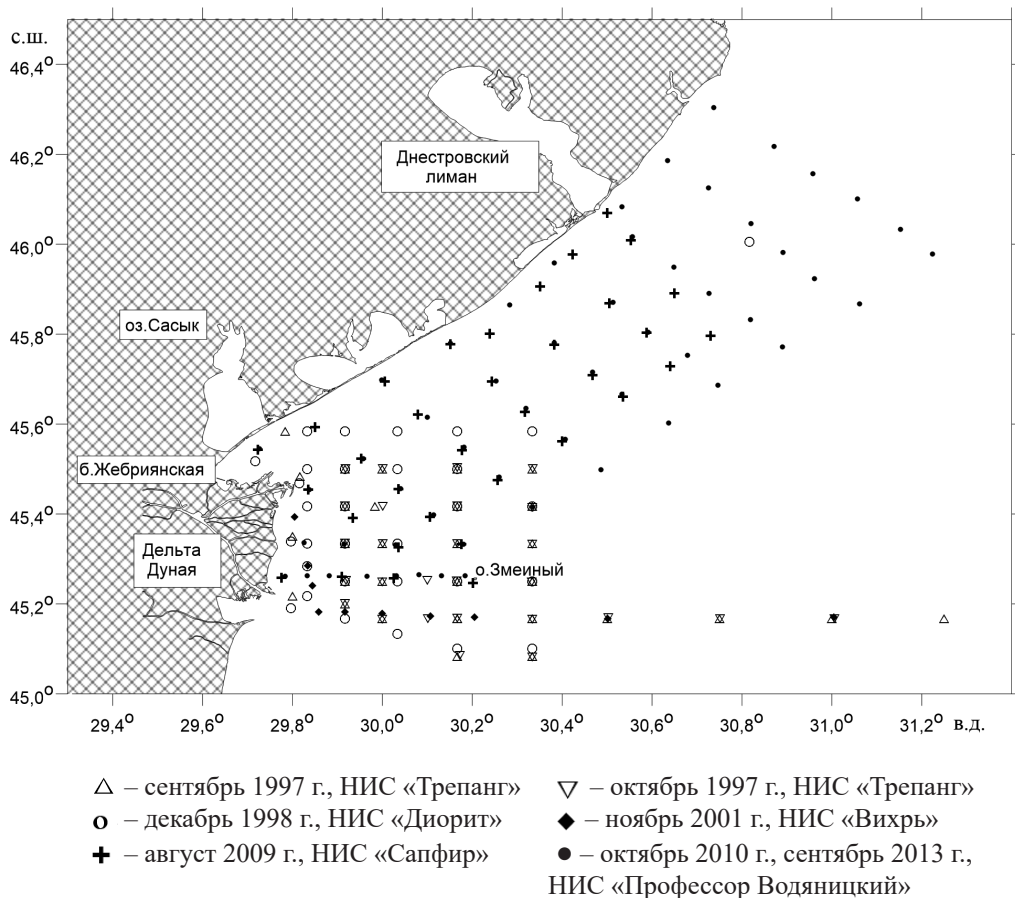 с.ш.
46,4°
46,2°
46,0°
45,8°
45,6°
45,4°
45,2°
45,0°
Днестровский
лиман
оз.Сасык
б.Жебриянская
Дельта
Дуная
о.Змеиный
29,4° 29,6° 29,8° 30,0° 30,2° 30,4° 30,6° 30,8° 31,0° 31,2° в.д.
– сентябрь 1997 г., НИС «Трепанг»
– декабрь 1998 г., НИС «Диорит»
– август 2009 г., НИС «Сапфир»
– октябрь 1997 г., НИС «Трепанг»
– ноябрь 2001 г., НИС «Вихрь»
– октябрь 2010 г., сентябрь 2013 г.,
НИС «Профессор Водяницкий»